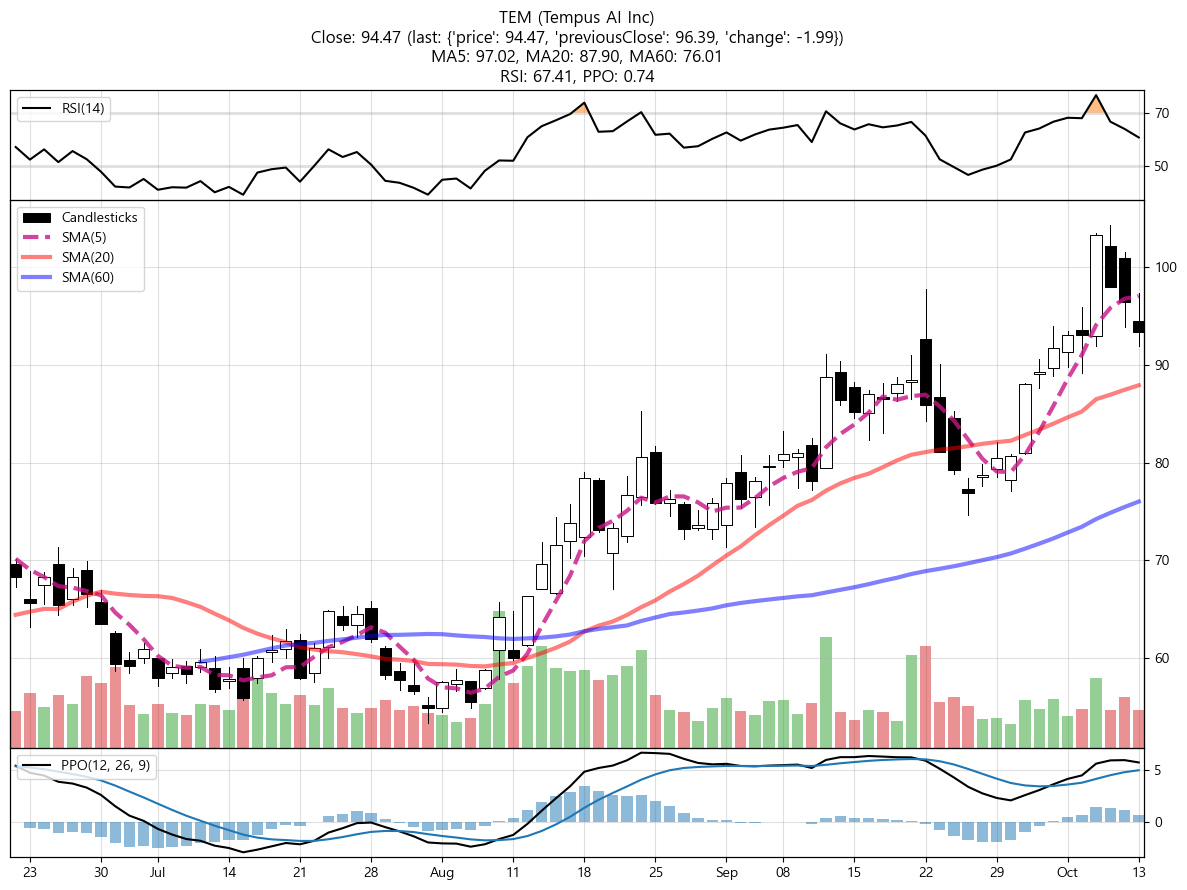 TEM (Tempus AI Inc)
Close: 94.47 (last: {'price': 94.47, 'previousClose': 96.39, 'change': -1.99})
MA5: 97.02, MA20: 87.90, MA60: 76.01
RSI: 67.41, PPO: 0.74
RSI(14)
70
50
Candlesticks
SMA(5)
SMA(20)
SMA(60)
100
90
80
70
60
PPO(12, 26, 9)
5
0
23 30 Jul 14 21 28 Aug 11 18 25 Sep 08 15 22 29 Oct 13